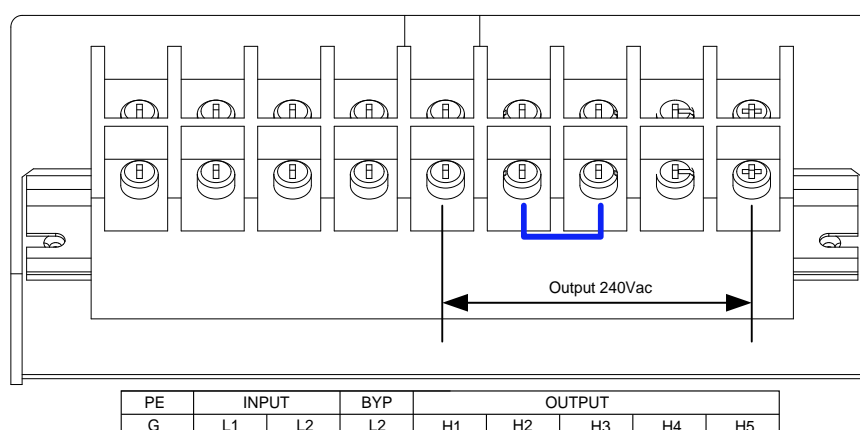 Output 240Vac
PE INPUT BYP OUTPUT
G L1 L2 L2 H1 H2 H3 H4 H5